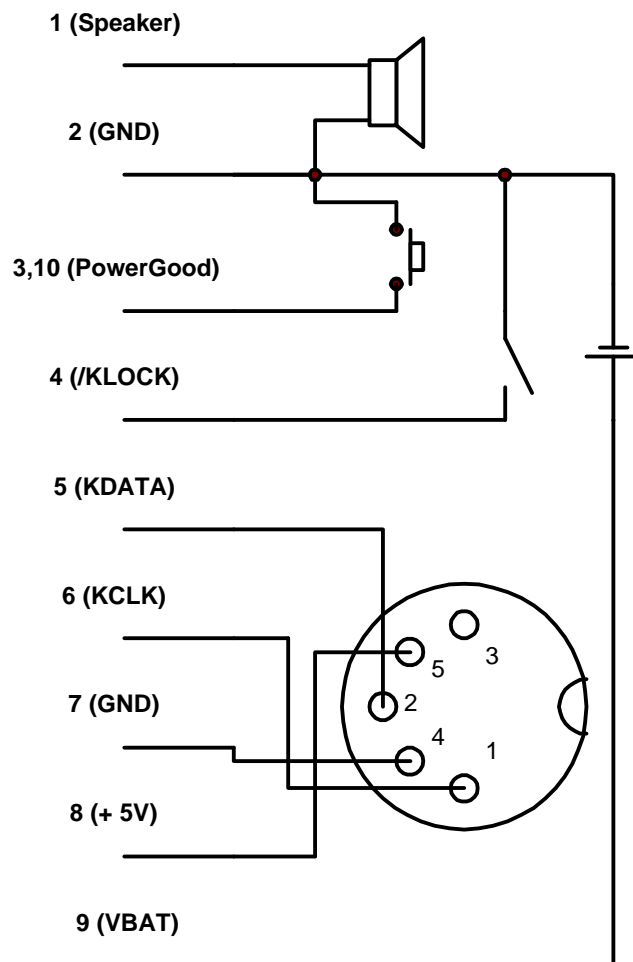 1 (Speaker)
2 (GND)
3,10 (PowerGood)
4 (/KLOCK)
5 (KDATA)
6 (KCLK)
3
5
7 (GND)
2
4
1
8 (+ 5V)
9 (VBAT)